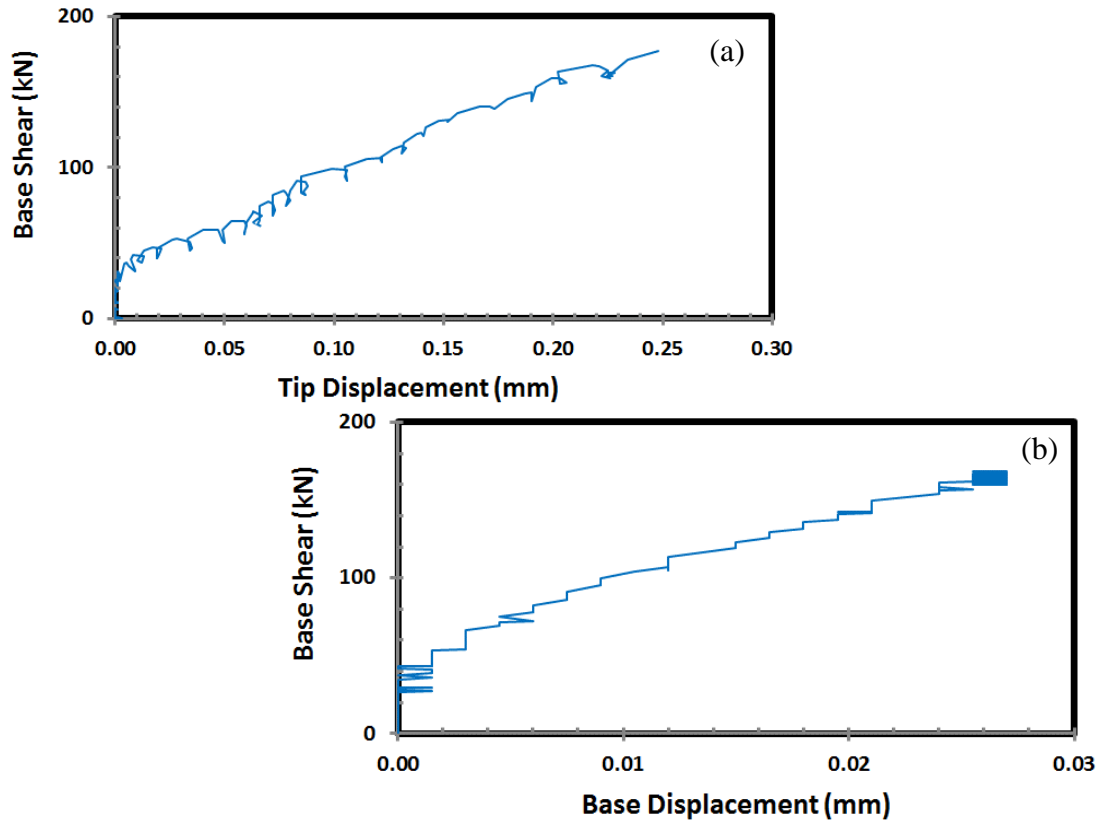 200
(a)
Base Shear (kN)
100
0
0.00 0.05 0.10 0.15 0.20 0.25 0.30
Tip Displacement (mm)
200
(b)
Base Shear (kN)
100
0
0.00 0.01 0.02 0.03
Base Displacement (mm)